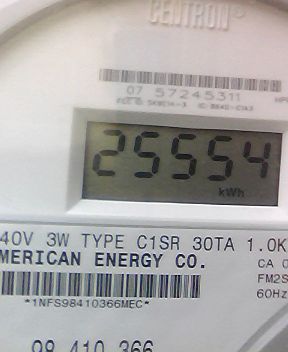 CENTRON®
07 57245311
25554
kWh
40V 3W TYPE C1SR 30TA 1.0K
MERICAN ENERGY CO.
CA 0
FM2S
60Hz
*1NFS98410366MEC*
98 410 366